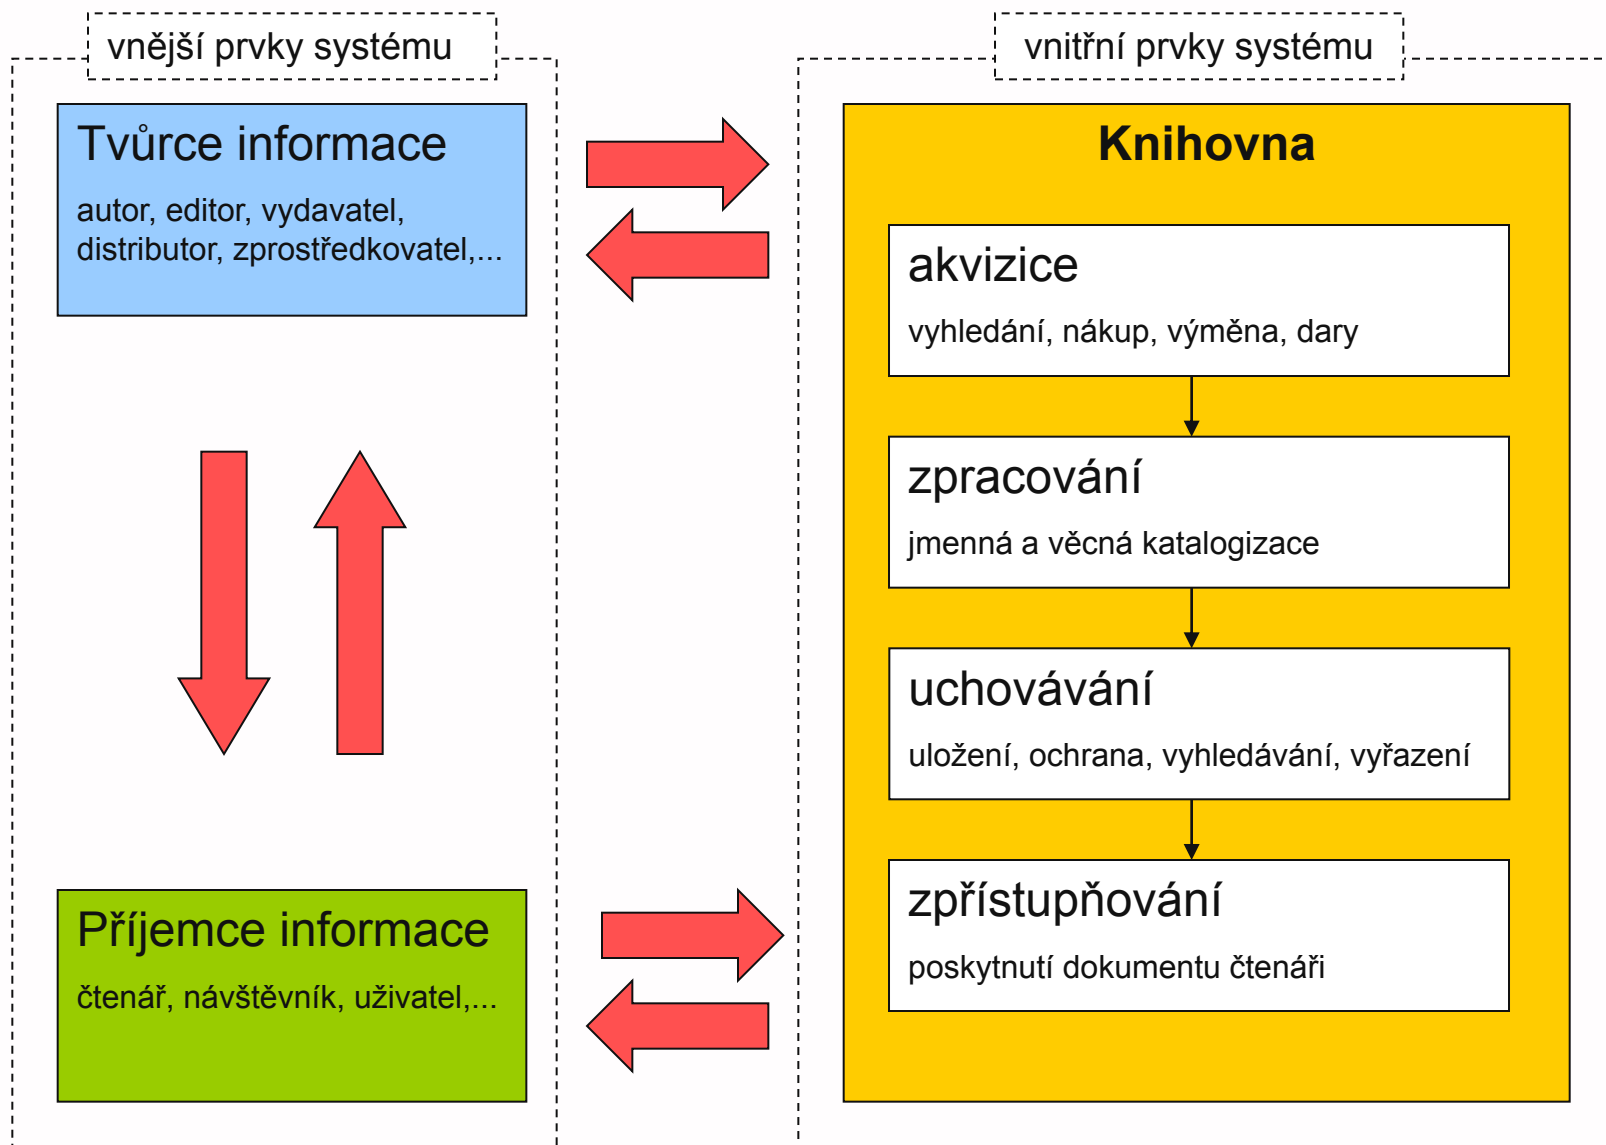 vnější prvky systému
Tvůrce informace
autor, editor, vydavatel,
distributor, zprostředkovatel,...
Příjemce informace
čtenář, návštěvník, uživatel,...
vnitřní prvky systému
Knihovna
akvizice
vyhledání, nákup, výměna, dary
zpracování
jmenná a věcná katalogizace
uchovávání
uložení, ochrana, vyhledávání, vyřazení
zpřístupňování
poskytnutí dokumentu čtenáři